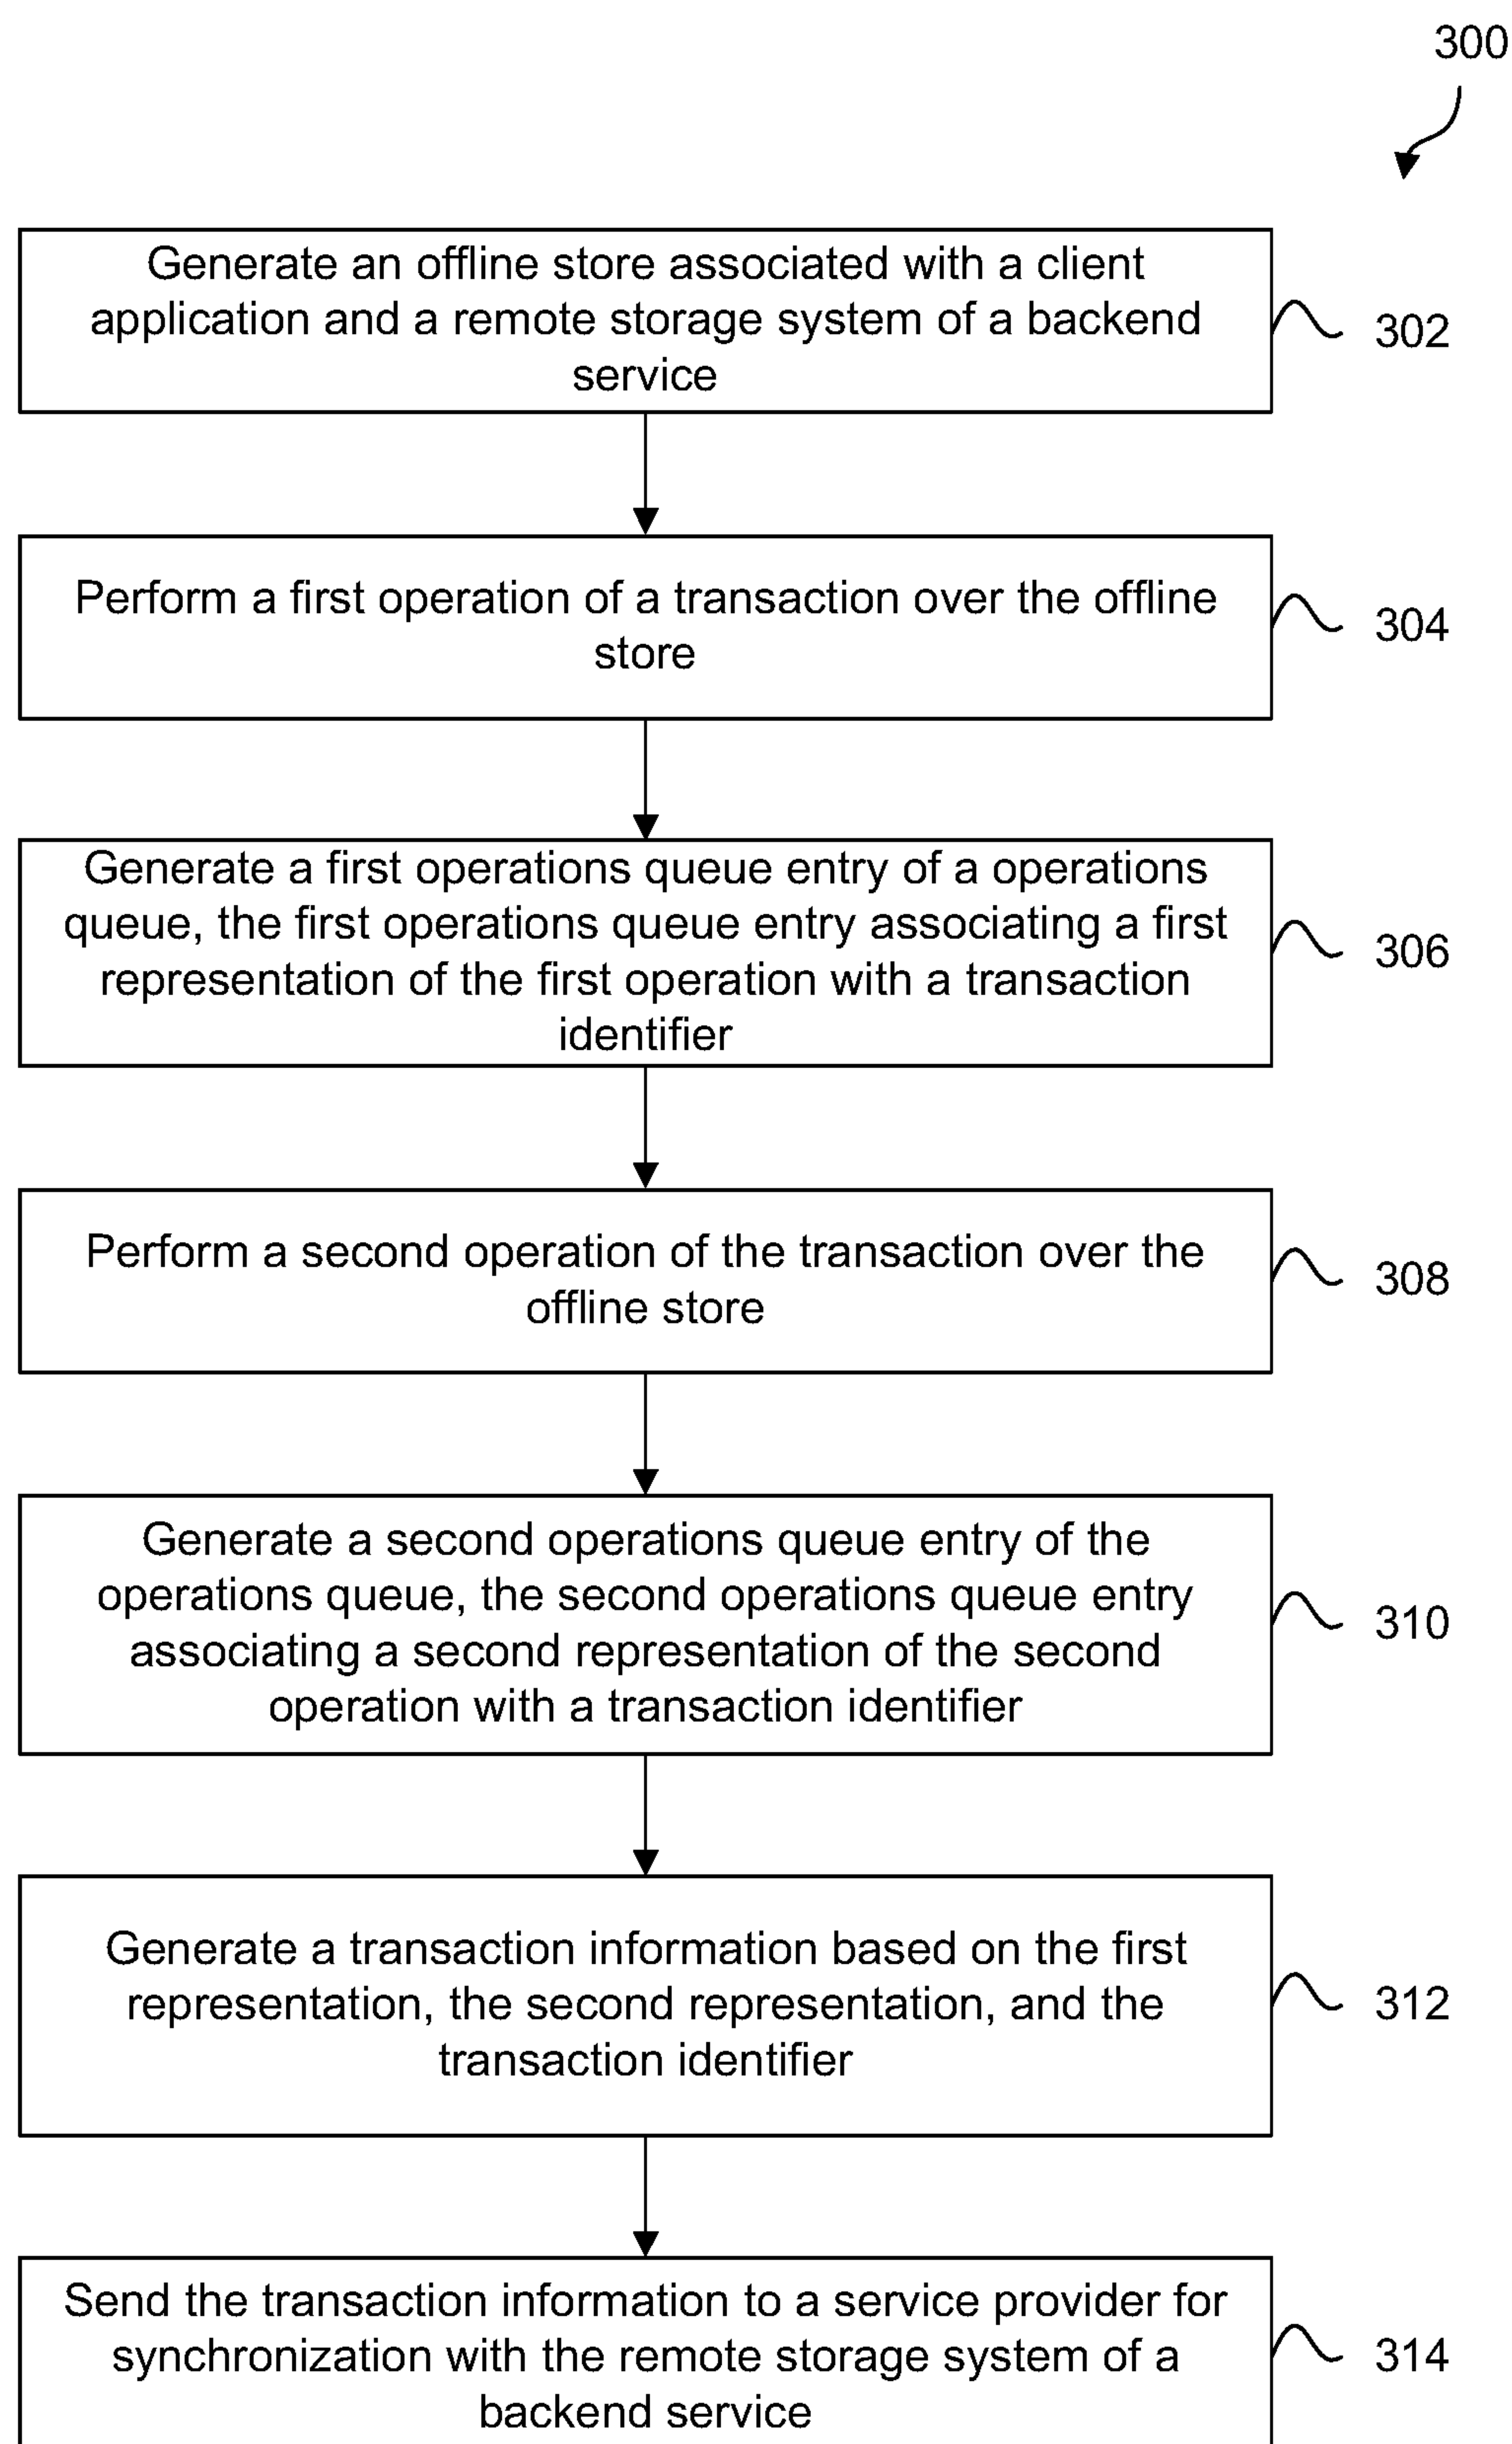 300
Generate an offline store associated with a client
application and a remote storage system of a backend
service
302
Perform a first operation of a transaction over the offline
store
304
Generate a first operations queue entry of a operations
queue, the first operations queue entry associating a first
representation of the first operation with a transaction
identifier
306
Perform a second operation of the transaction over the
offline store
308
Generate a second operations queue entry of the
operations queue, the second operations queue entry
associating a second representation of the second
operation with a transaction identifier
310
Generate a transaction information based on the first
representation, the second representation, and the
transaction identifier
312
Send the transaction information to a service provider for
synchronization with the remote storage system of a
backend service
314